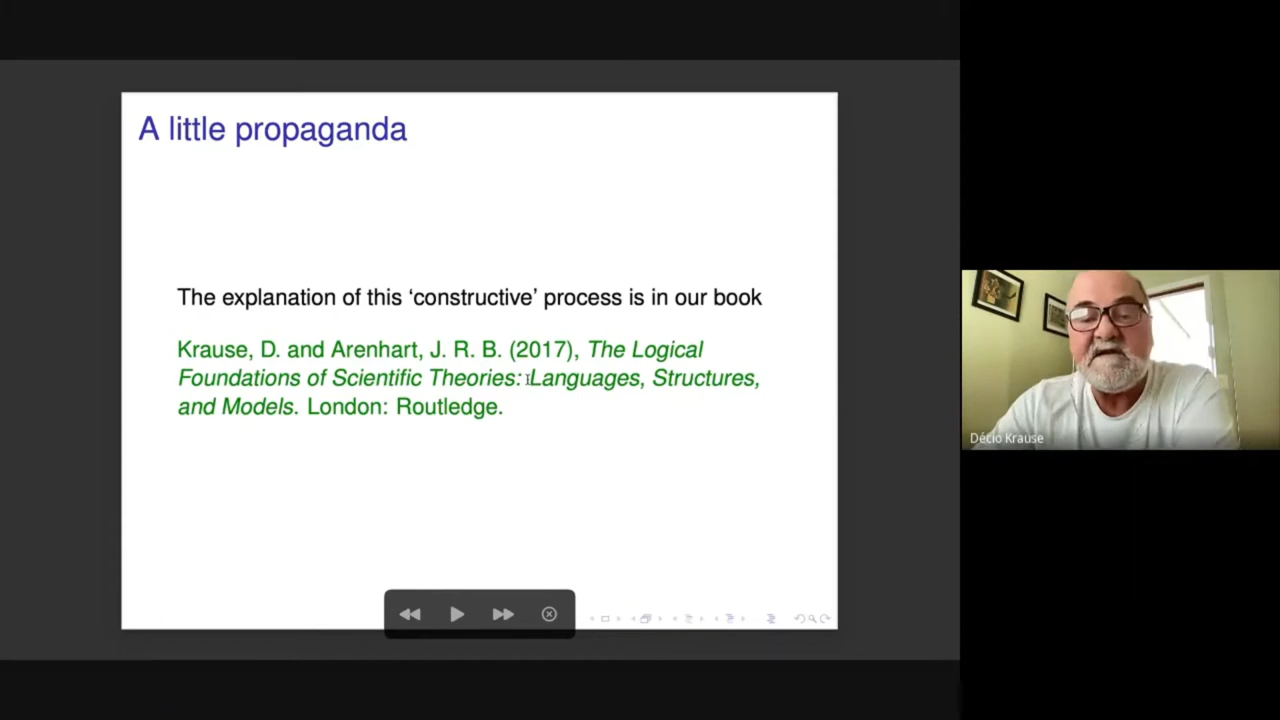 A little propaganda
The explanation of this ‘constructive’ process is in our book
Krause, D. and Arenhart, J. R. B. (2017), The Logical
Foundations of Scientific Theories: Languages, Structures,
and Models. London: Routledge.
Décio Krause